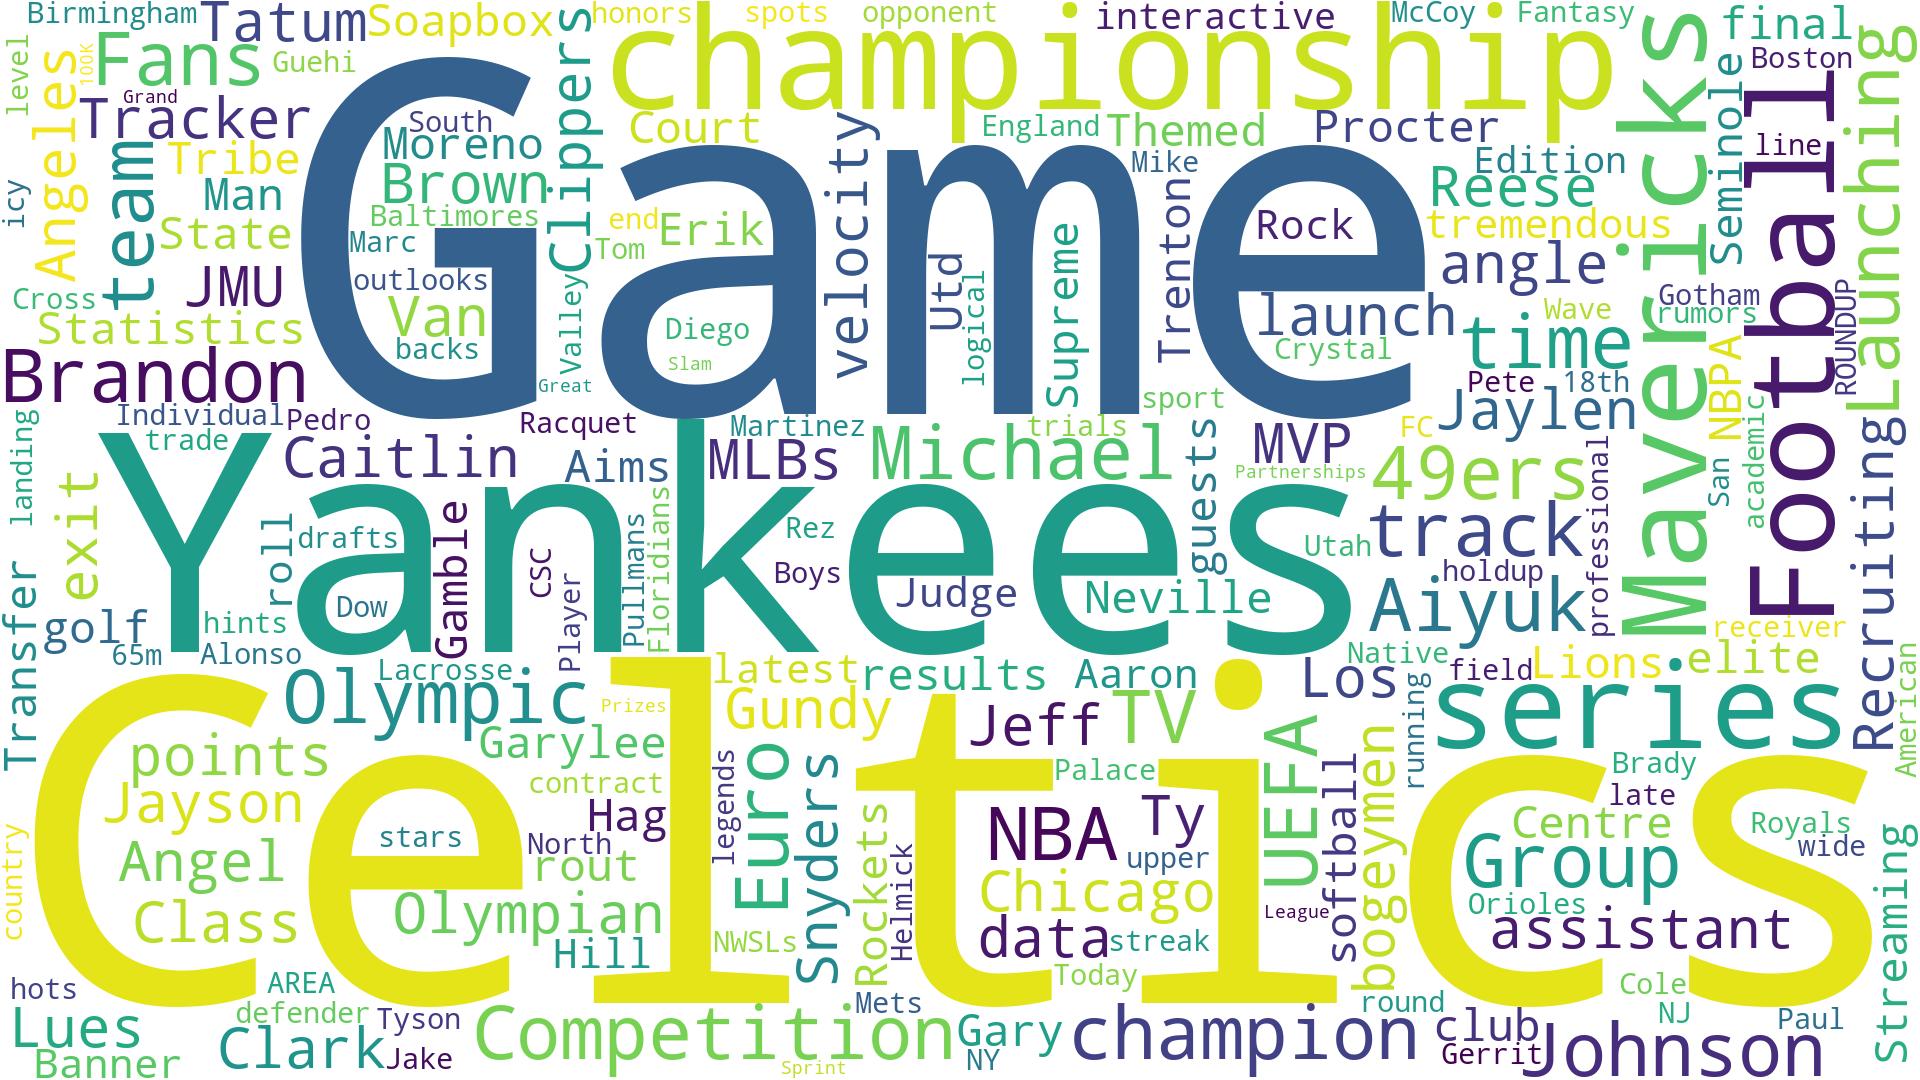 Birmingham
Tatum
Soapbox
honors
spots
opponent
interactive
McCoy
Fantasy
final
level
100K
Fans
Guehi
Clippers
championship
Mavericks
Boston
Launching
Angeles
Grand
Tracker
South
Court
England
Themed
Procter
Seminole
Football
line
team
Tribe
Moreno
Game
velocity
Mike
Edition
icy
Man
Brown
Reese
State
Baltimores
end
Erik
Tom
Marc
Supreme
Trenton
Rock
tremendous
JMU
outlooks
Utd
logical
angle
Cross
Statistics
Van
Valley
Diego
launch
Wave
Gotham
rumors
ROUNDUP
backs
Slam
Crystal
time
NBPA
Brandon
Great
Pete
18th
Individual
Pedro
Racquet
sport
Jaylen
academic
landing
trade
Martinez
trials
FC
Recruiting
Caitlin
Aims
MLBs
Michael
guests
MVP
Partnerships
49ers
professional
San
exit
Yankees
roll
drafts
Gamble
CSC
Player
Pullmans
Floridians
Rez
Boys
Utah
track
holdup
Transfer
golf
hints
Dow
Judge
Neville
Aiyuk
receiver
65m
Alonso
Lacrosse
latest
results
Aaron
Native
Los
field
Lions
elite
American
Celtics
Olympic
Prizes
Gundy
Jeff
TV
running
series
points
Garylee
contract
legends
Euro
Snyders
Palace
UEFA
softball
bogeymen
Brady
late
Jayson
Hag
Rockets
NBA
Ty
Centre
Royals
country
stars
North
Helmick
upper
wide
Angel
rout
Group
Streaming
Class
Olympian
Chicago
League
Orioles
Hill
NWSLs
data
streak
assistant
hots
AREA
Today
Cole
defender
Mets
round
NJ
Paul
Lues
Tyson
Competition
Gary
champion
club
Banner
Clark
Jake
Sprint
NY
Gerrit
Johnson